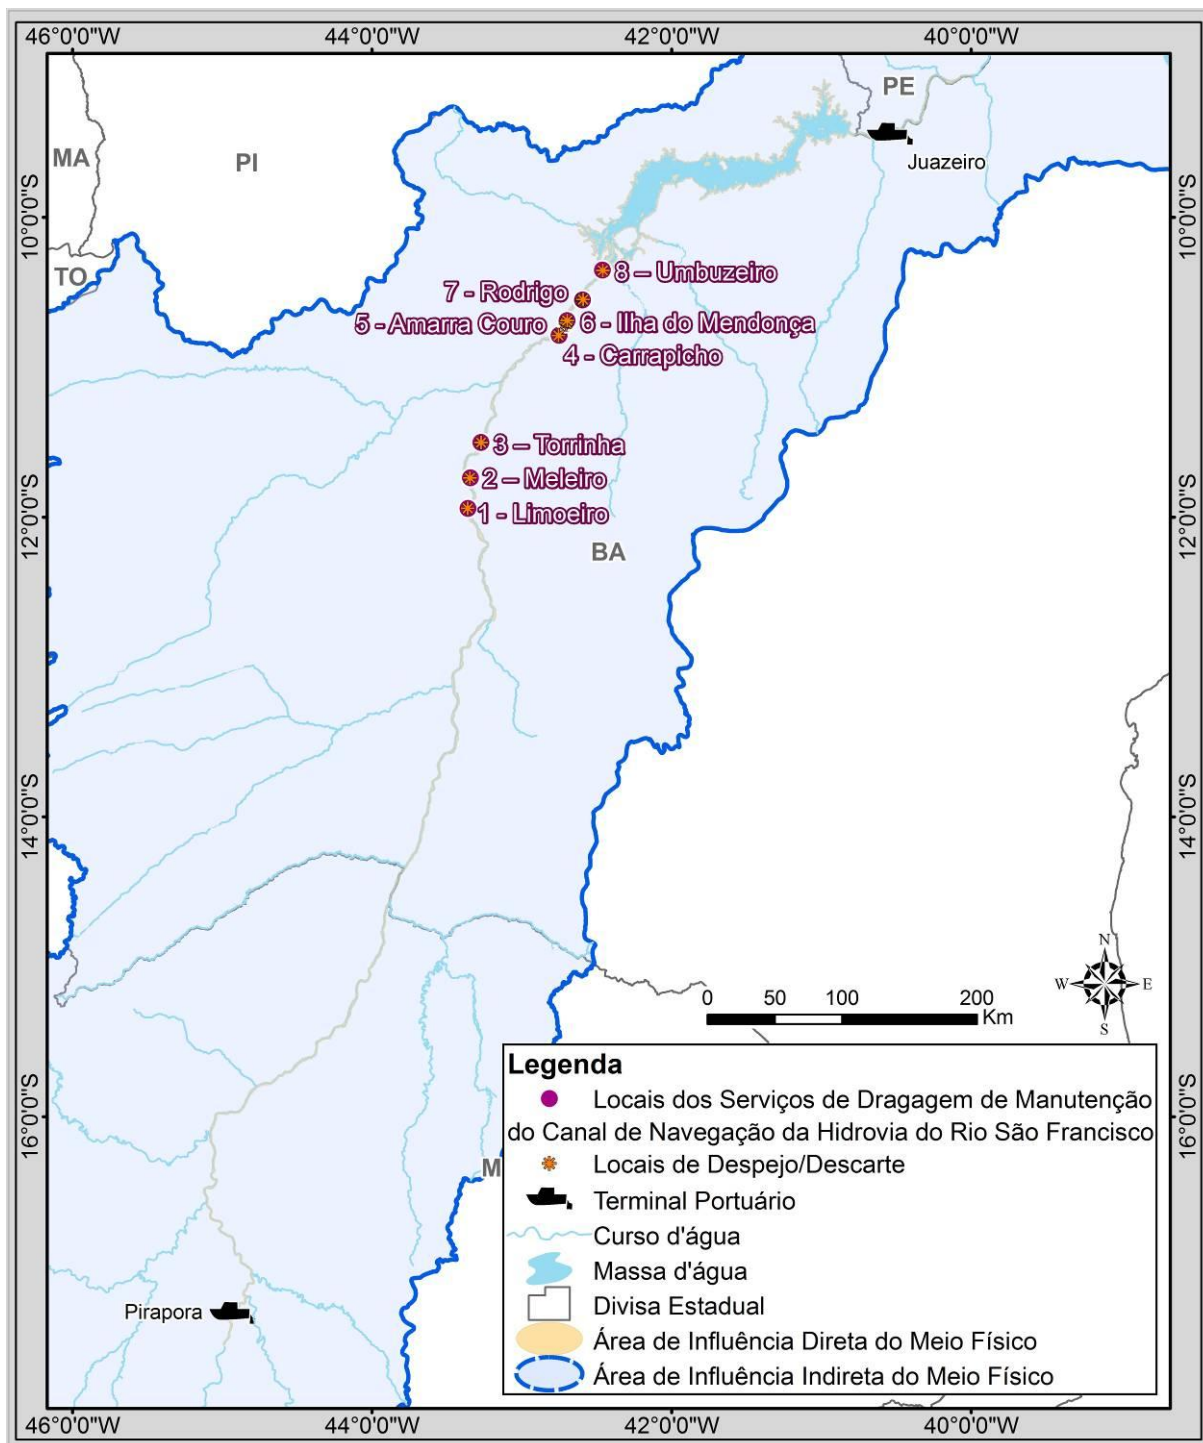 46°0'0"W 44°0'0"W 42°0'0"W 40°0'0"W
PE
MA
PI
Juazeiro
10°0'0"S 10°0'0"S
TO
8 – Umbuzeiro
7 - Rodrigo
5 - Amarra Couro
6 - Ilha do Mendonça
4 - Carrapicho
3 – Torrinha
2 – Meleiro
1 - Limoeiro
12°0'0"S 12°0'0"S
BA
14°0'0"S 14°0'0"S
N
W E
S
0 50 100 200
Km
Legenda
Locais dos Serviços de Dragagem de Manutenção
do Canal de Navegação da Hidrovia do Rio São Francisco
16°0'0"S 16°0'0"S
M
Locais de Despejo/Descarte
Terminal Portuário
Curso d'água
Massa d'água
Divisa Estadual
Pirapora
Área de Influência Direta do Meio Físico
Área de Influência Indireta do Meio Físico
46°0'0"W 44°0'0"W 42°0'0"W 40°0'0"W